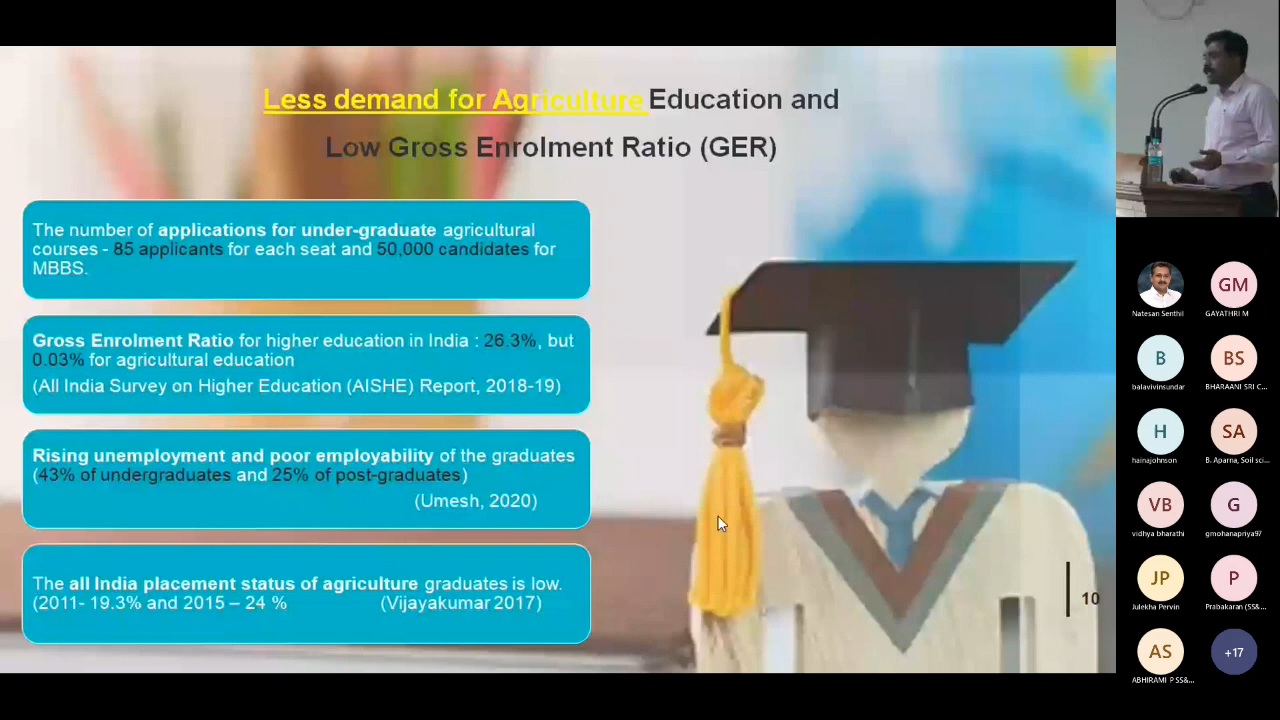 Less demand for Agriculture Education and
Low Gross Enrolment Ratio (GER)
The number of applications for under-graduate agricultural
courses - 85 applicants for each seat and 50,000 candidates for
MBBS.
Gross Enrolment Ratio for higher education in India : 26.3%, but
0.03% for agricultural education
(All India Survey on Higher Education (AISHE) Report, 2018-19)
Rising unemployment and poor employability of the graduates
(43% of undergraduates and 25% of post-graduates)
(Umesh, 2020)
The all India placement status of agriculture graduates is low.
(2011- 19.3% and 2015 – 24 % (Vijayakumar 2017)
10
GM
Natesan Senthil
GAYATHRI M
B
BS
balavivinsundar
BHARAANI SRI C...
H
SA
hainajohnson
B. Aparna, Soil sci...
VB
G
vidhya bharathi
gmohanapriya97
JP
P
Julekha Pervin
Prabakaran (SS&...
AS
+17
ABHIRAMI P SS&...